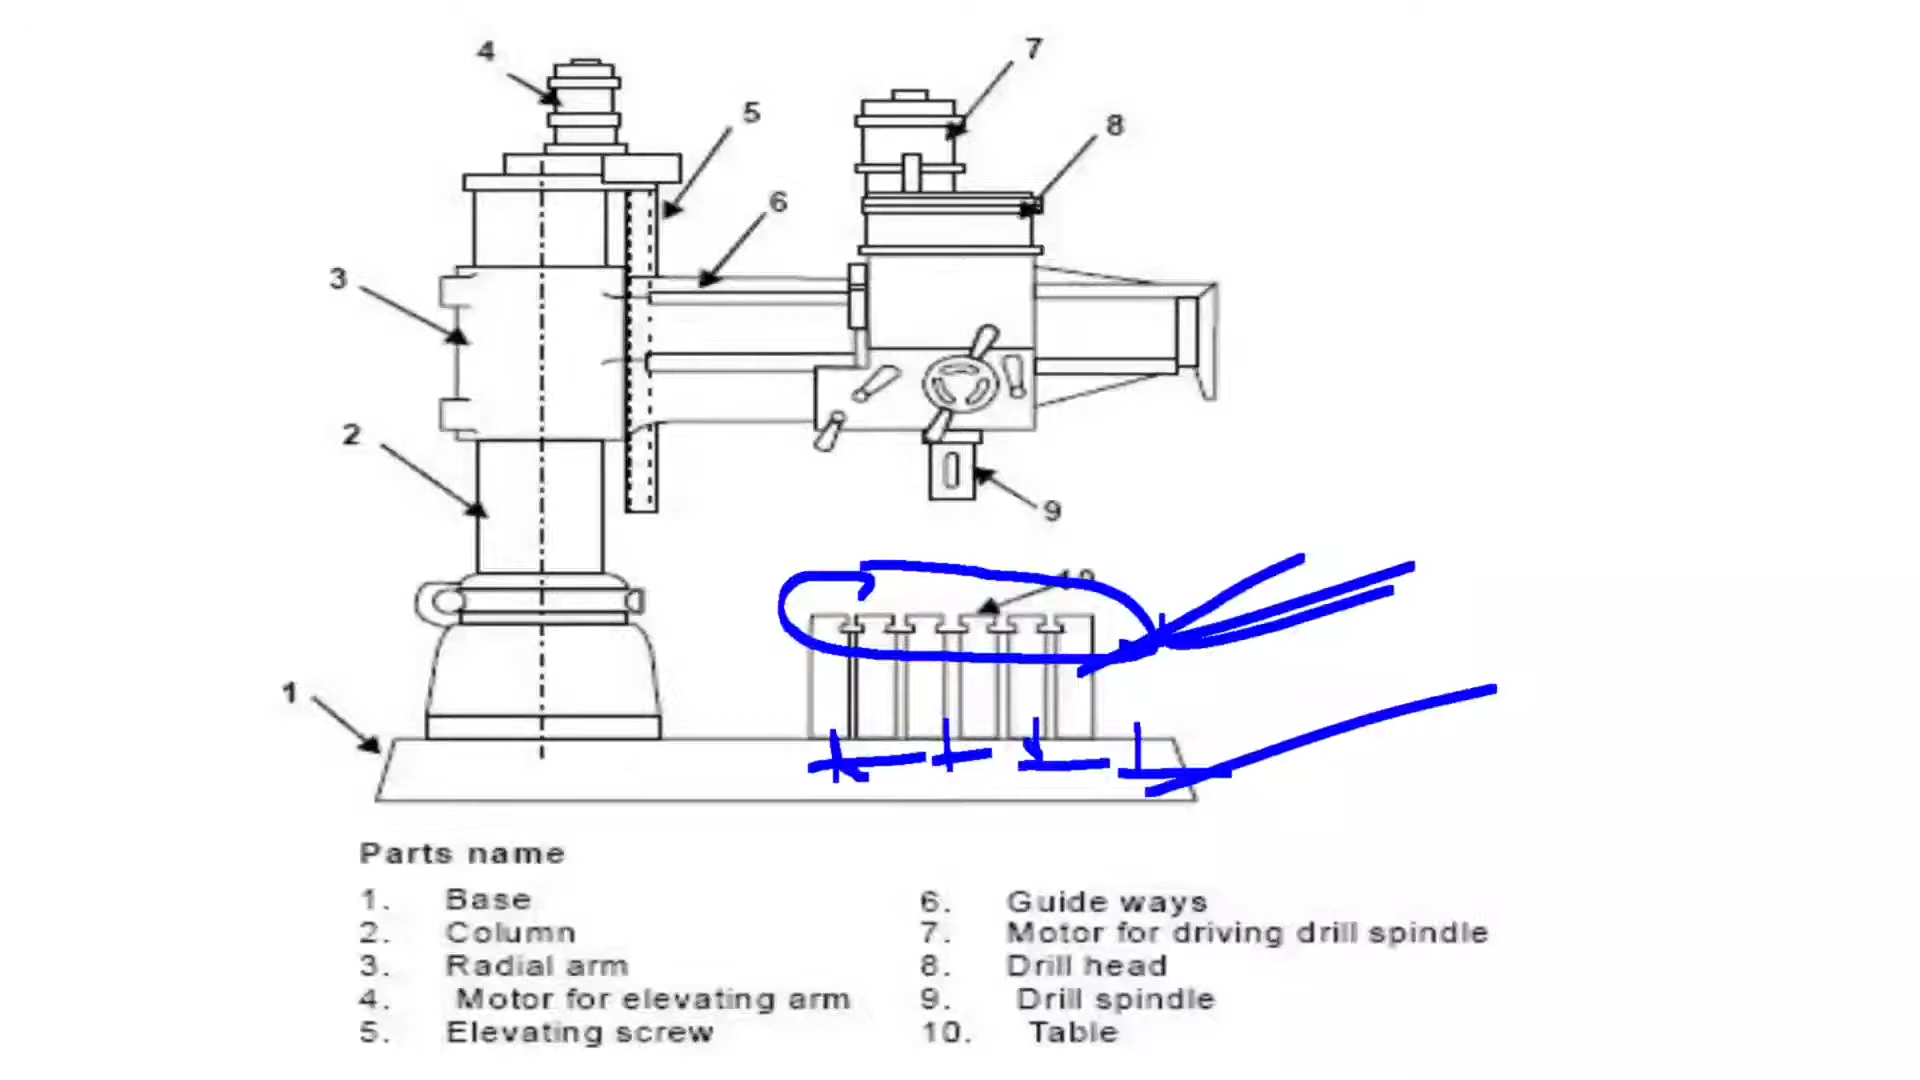 4
7
5
8
6
3
2
9
10
1
Parts name
1. Base
2. Column
3. Radial arm
4. Motor for elevating arm
5. Elevating screw
6. Guide ways
7. Motor for driving drill spindle
8. Drill head
9. Drill spindle
10. Table